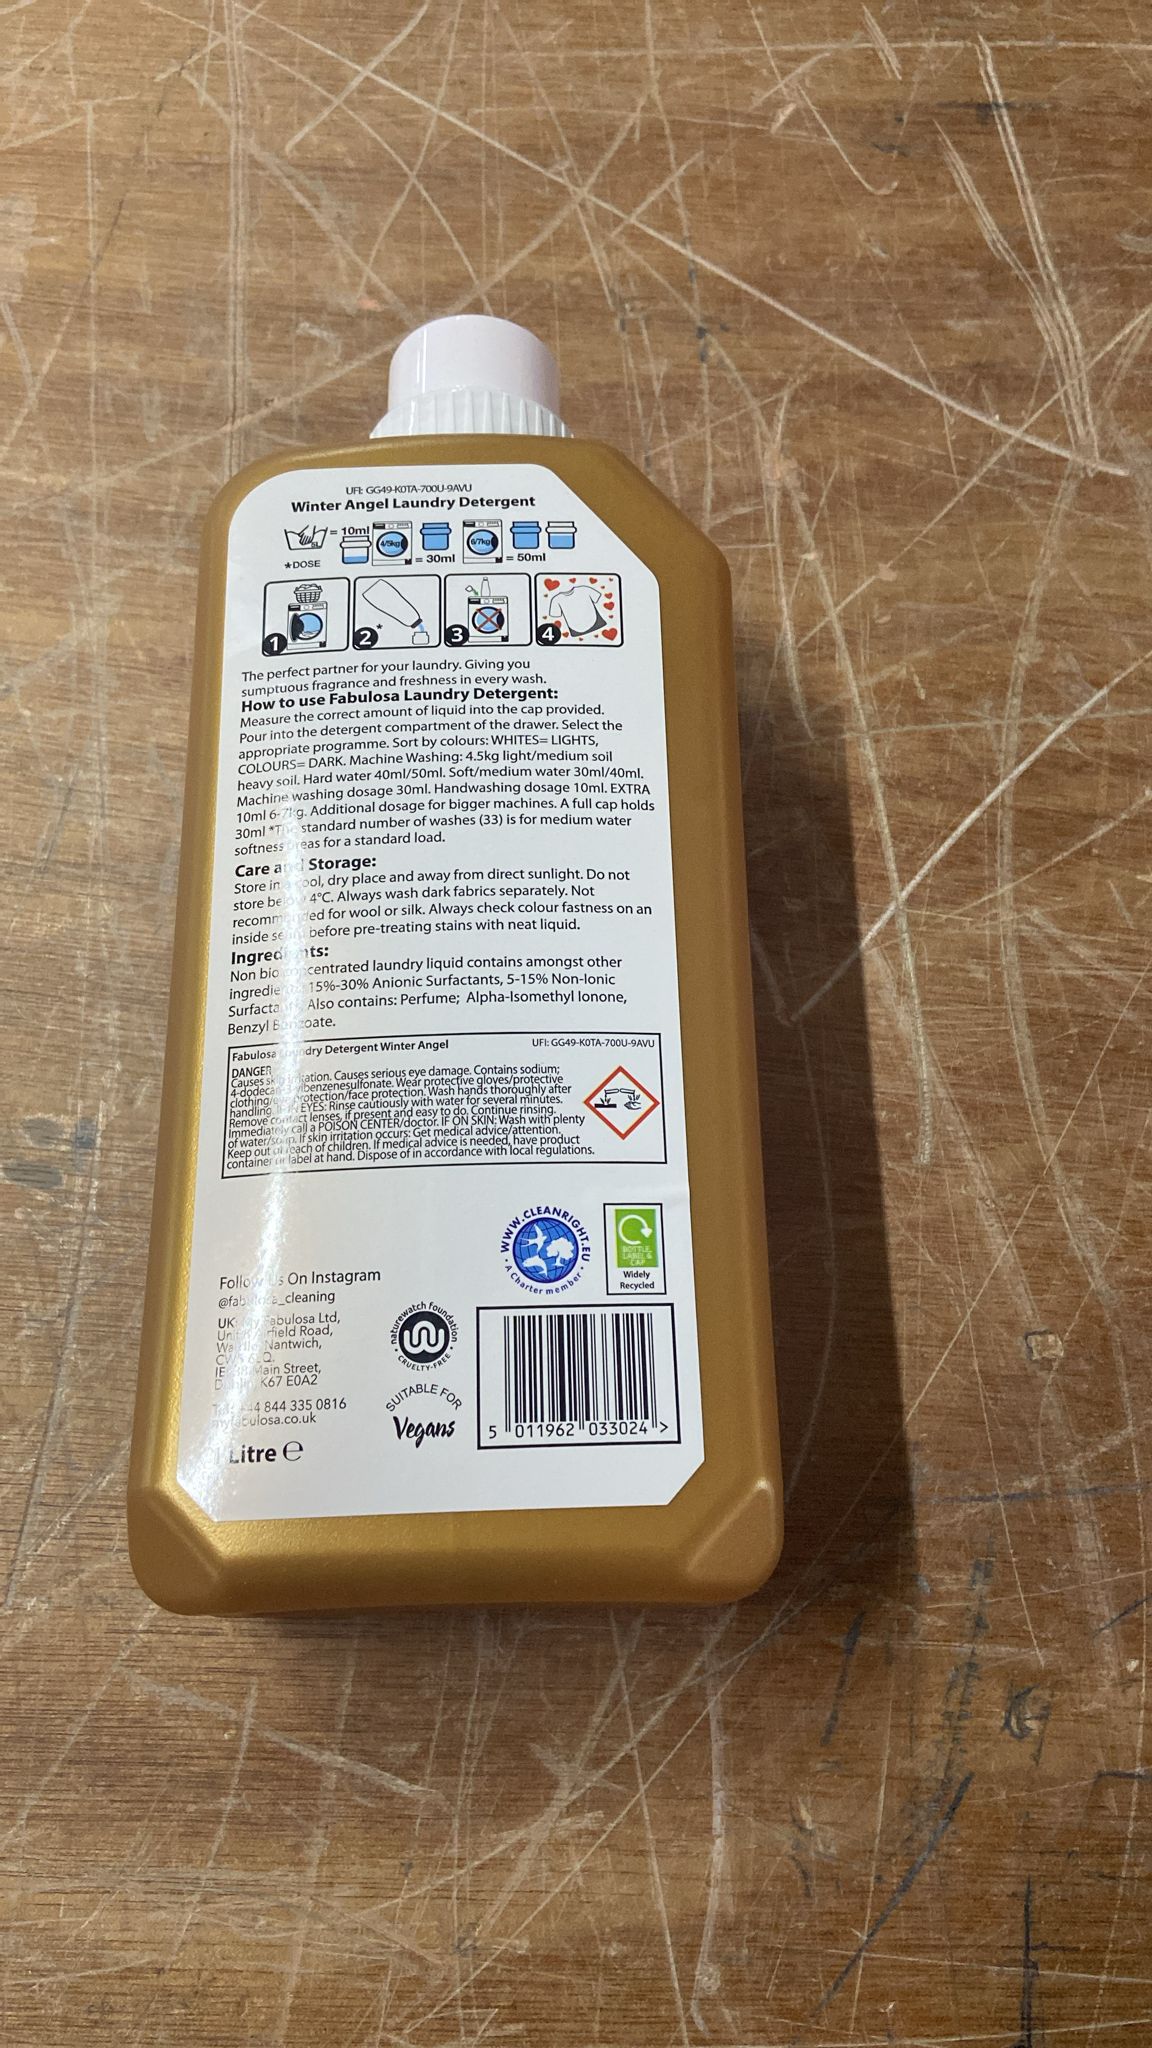 UFI: GG49-K0TA-700U-9AVU
Winter Angel Laundry Detergent
5L
= 10ml
4/5kg
= 30ml
6/7kg
= 50ml
*DOSE
1
2
*
3
4
The perfect partner for your laundry. Giving you
sumptuous fragrance and freshness in every wash.
How to use Fabulosa Laundry Detergent:
Measure the correct amount of liquid into the cap provided.
Pour into the detergent compartment of the drawer. Select the
appropriate programme. Sort by colours: WHITES= LIGHTS,
COLOURS= DARK. Machine Washing: 4.5kg light/medium soil
heavy soil. Hard water 40ml/50ml. Soft/medium water 30ml/40ml.
Machine washing dosage 30ml. Handwashing dosage 10ml. EXTRA
10ml 6-7kg. Additional dosage for bigger machines. A full cap holds
30ml *The standard number of washes (33) is for medium water
softness areas for a standard load.
Care and Storage:
Store in a cool, dry place and away from direct sunlight. Do not
store below 4°C. Always wash dark fabrics separately. Not
recommended for wool or silk. Always check colour fastness on an
inside seam before pre-treating stains with neat liquid.
Ingredients:
Non bio concentrated laundry liquid contains amongst other
ingredients 15%-30% Anionic Surfactants, 5-15% Non-Ionic
Surfactants. Also contains: Perfume; Alpha-Isomethyl Ionone,
Benzyl Benzoate.
Fabulosa Laundry Detergent Winter Angel
UFI: GG49-K0TA-700U-9AVU
DANGER
Causes skin irritation. Causes serious eye damage. Contains sodium;
Wear protective gloves/protective
clothing/eye protection/face protection. Wash hands thoroughly after
handling. IF IN EYES: Rinse cautiously with water for several minutes.
Remove contact lenses, if present and easy to do. Continue rinsing.
Immediately call a POISON CENTER/doctor. IF ON SKIN: Wash with plenty
of water/soap. If skin irritation occurs: Get medical advice/attention.
Keep out of reach of children. If medical advice is needed, have product
container or label at hand. Dispose of in accordance with local regulations.
WWW.CLEANRIGHT.EU
A Charter member
BOTTLE,
LABEL &
CAP
Widely
Recycled
Follow Us On Instagram
@fabulosa_cleaning
UK: My Fabulosa Ltd,
Road,
Nantwich,
Main Street,
K67 E0A2
Tel: +44 844 335 0816
myfabulosa.co.uk
1 Litre ℮
naturewatch foundation
CRUELTY-FREE
SUITABLE FOR
Vegans
5 011962 033024 >